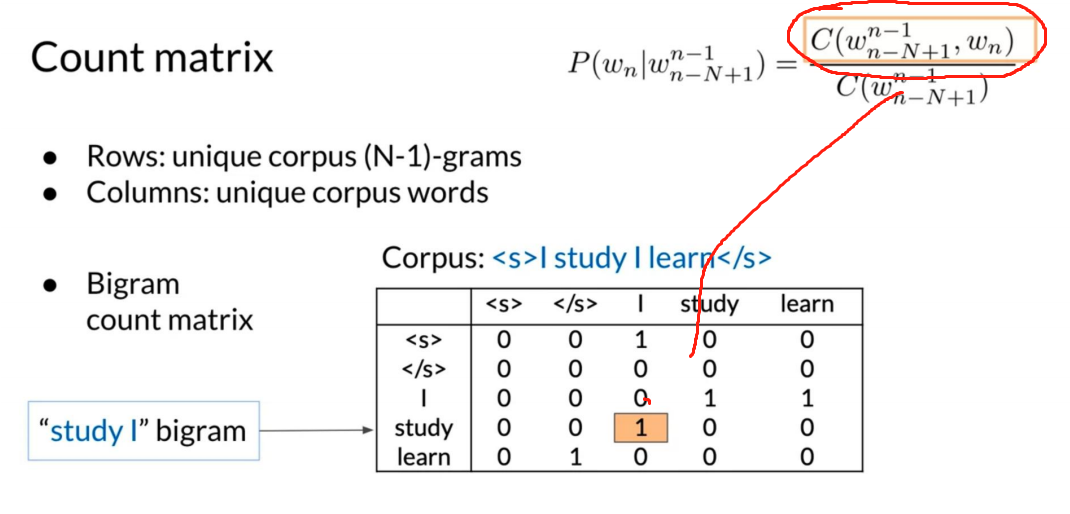 Count matrix
P(w_n|w_{n-N+1}^{n-1}) = C(w_{n-N+1}^{n-1}, w_n) / C(w_{n-N+1}^{n-1})
● Rows: unique corpus (N-1)-grams
● Columns: unique corpus words
Corpus: <s>I study I learn</s>
● Bigram
count matrix
<s> </s> I study learn
<s> 0 0 1 0 0
</s> 0 0 0 0 0
I 0 0 0 1 1
"study I" bigram
study 0 0 1 0 0
learn 0 1 0 0 0